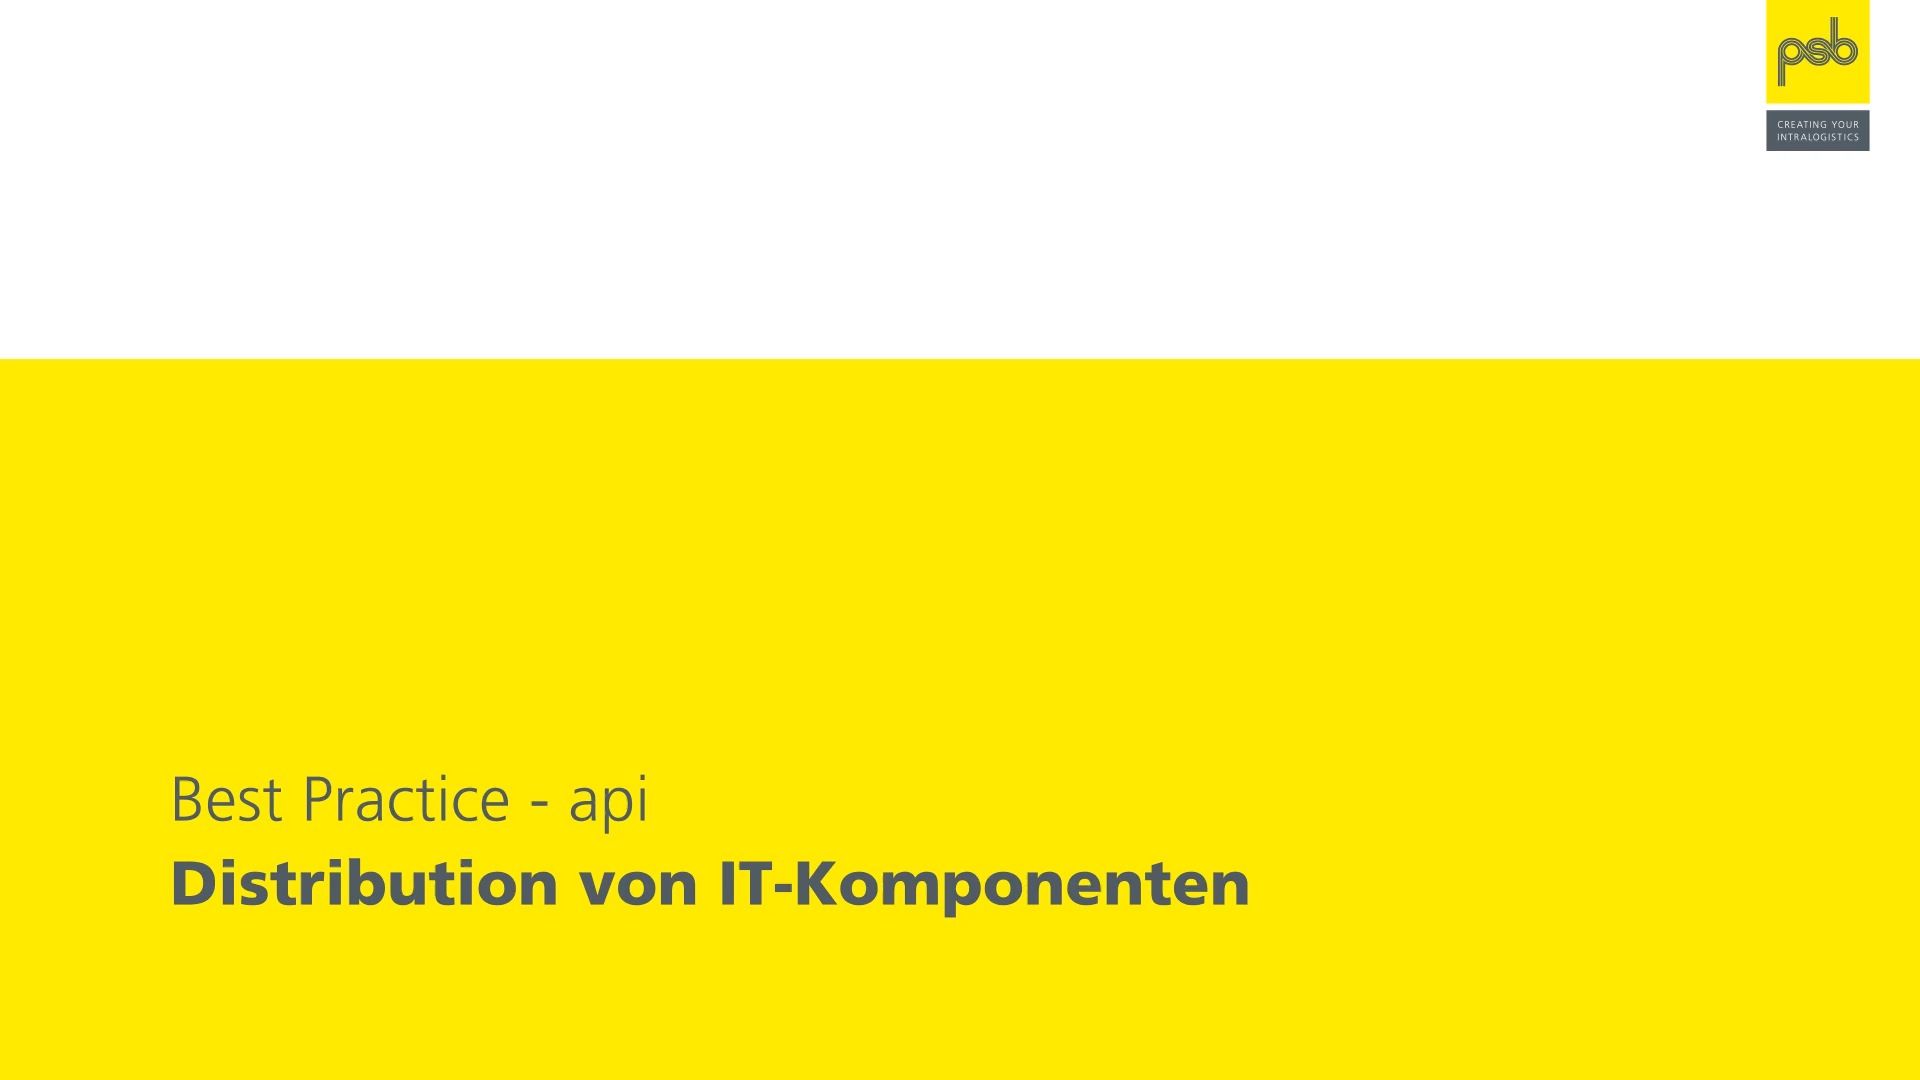 psb
CREATING YOUR
INTRALOGISTICS
Best Practice - api
Distribution von IT-Komponenten